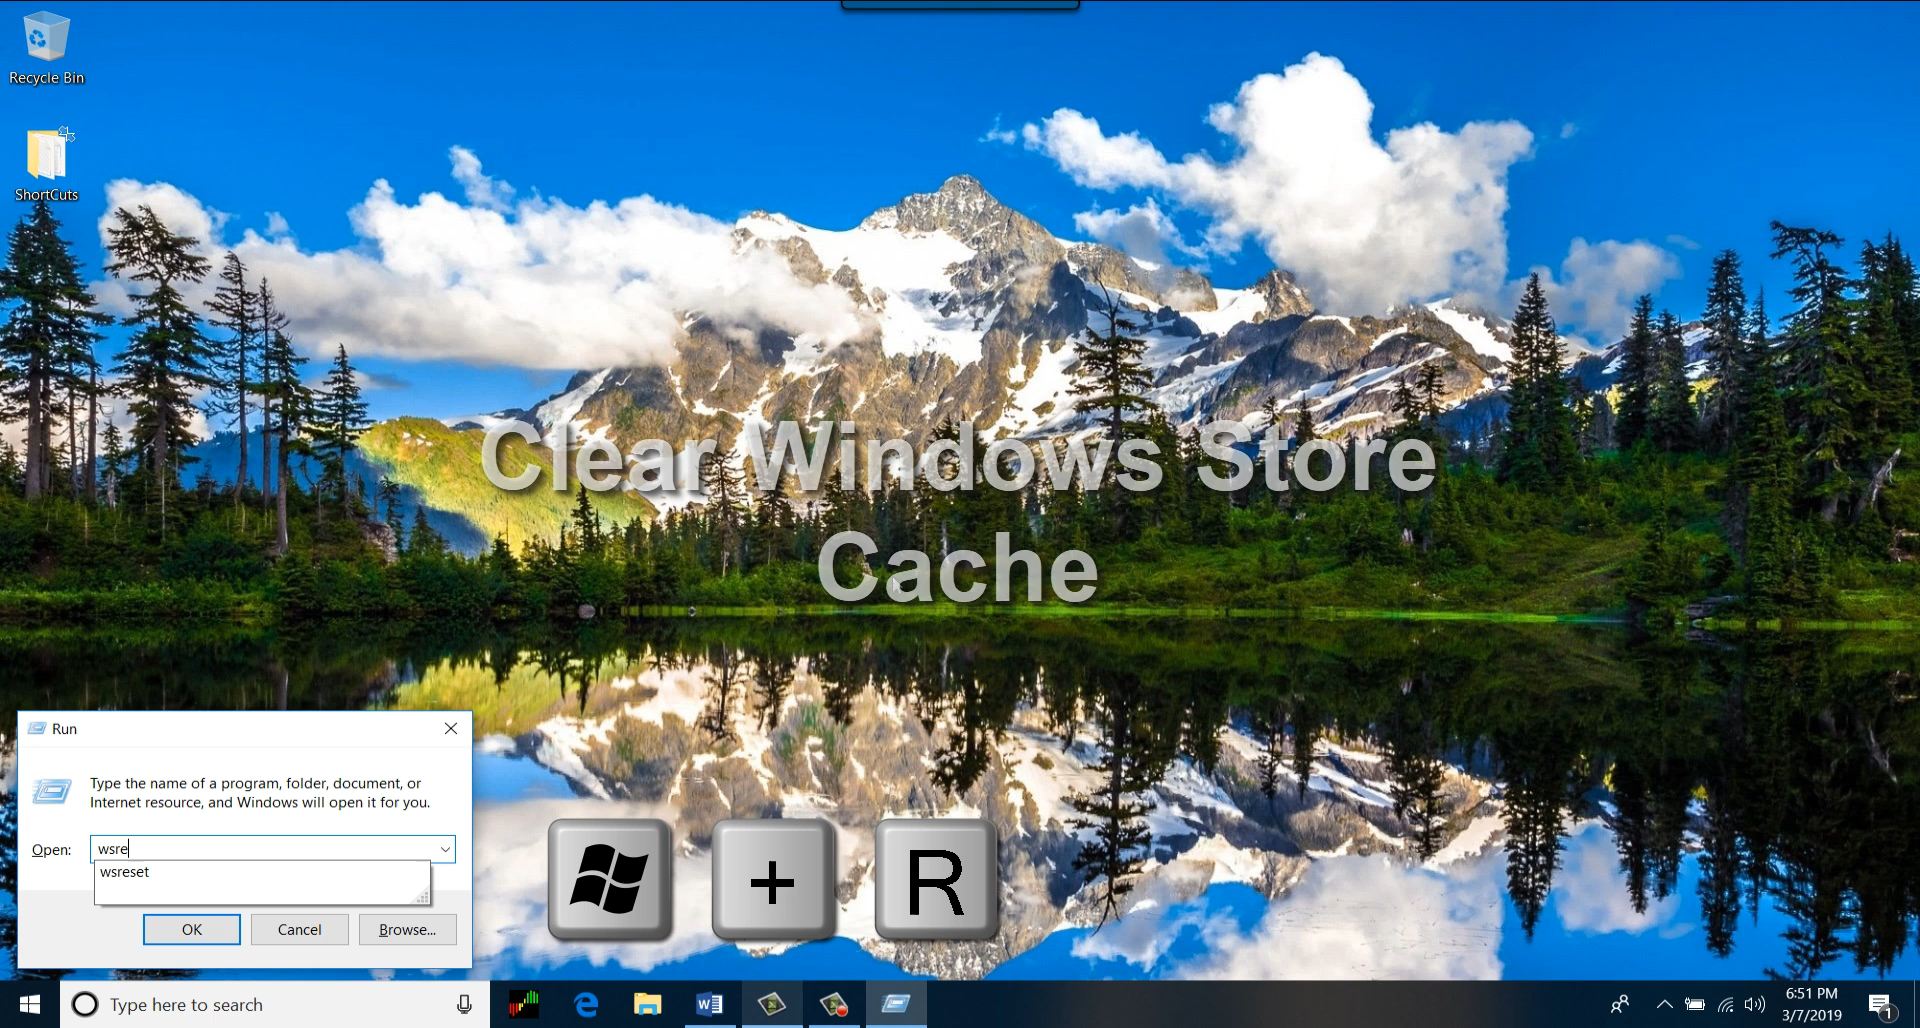 Recycle Bin
ShortCuts
Clear Windows Store
Cache
Run
Type the name of a program, folder, document, or
Internet resource, and Windows will open it for you.
Open:
wsre
wsreset
OK
Cancel
Browse...
+
R
Type here to search
6:51 PM
3/7/2019
1